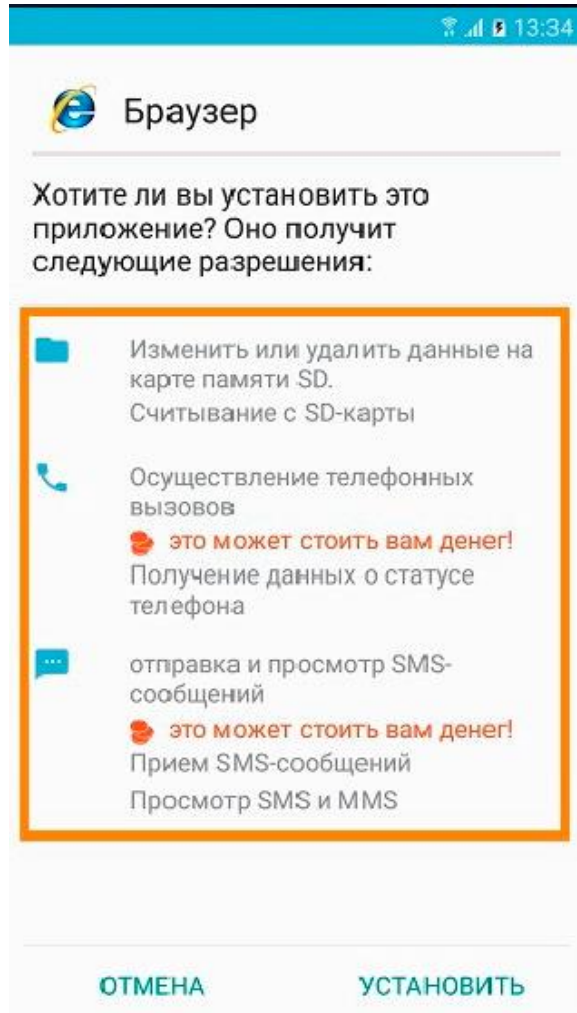 13:34
Браузер
Хотите ли вы установить это
приложение? Оно получит
следующие разрешения:
Изменить или удалить данные на
карте памяти SD.
Считывание с SD-карты
Осуществление телефонных
вызовов
это может стоить вам денег!
Получение данных о статусе
телефона
отправка и просмотр SMS-
сообщений
это может стоить вам денег!
Прием SMS-сообщений
Просмотр SMS и MMS
ОТМЕНА УСТАНОВИТЬ